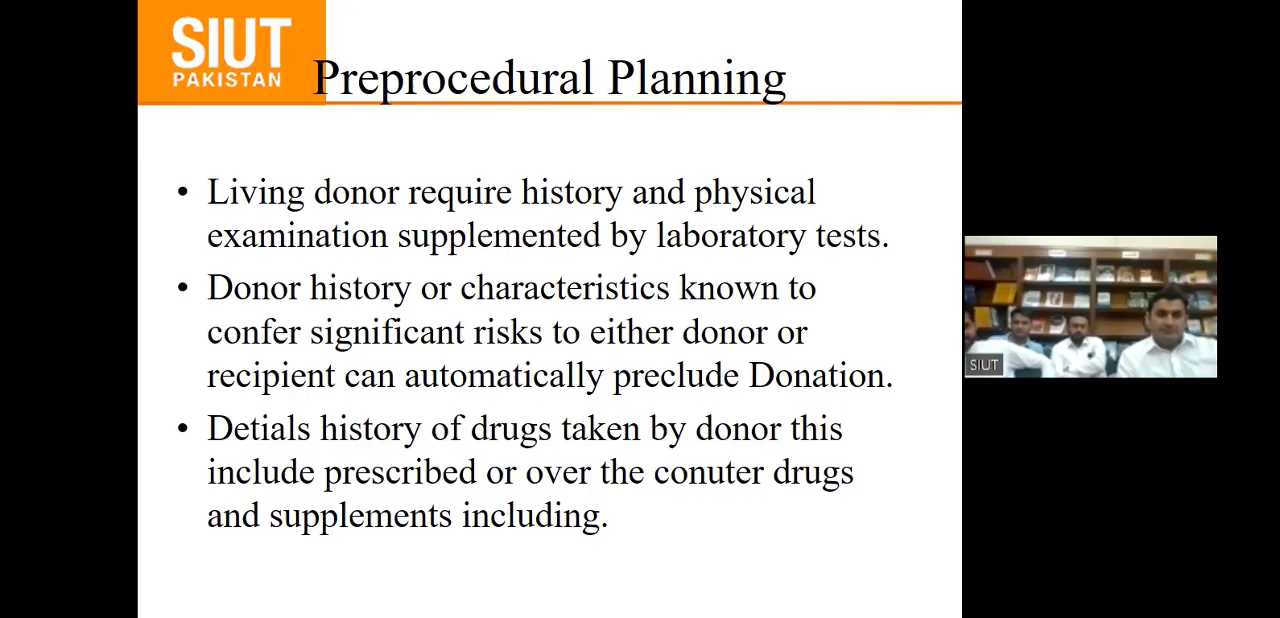 SIUT
PAKISTAN
Preprocedural Planning
• Living donor require history and physical
examination supplemented by laboratory tests.
• Donor history or characteristics known to
confer significant risks to either donor or
recipient can automatically preclude Donation.
• Detials history of drugs taken by donor this
include prescribed or over the conuter drugs
and supplements including.
SIUT